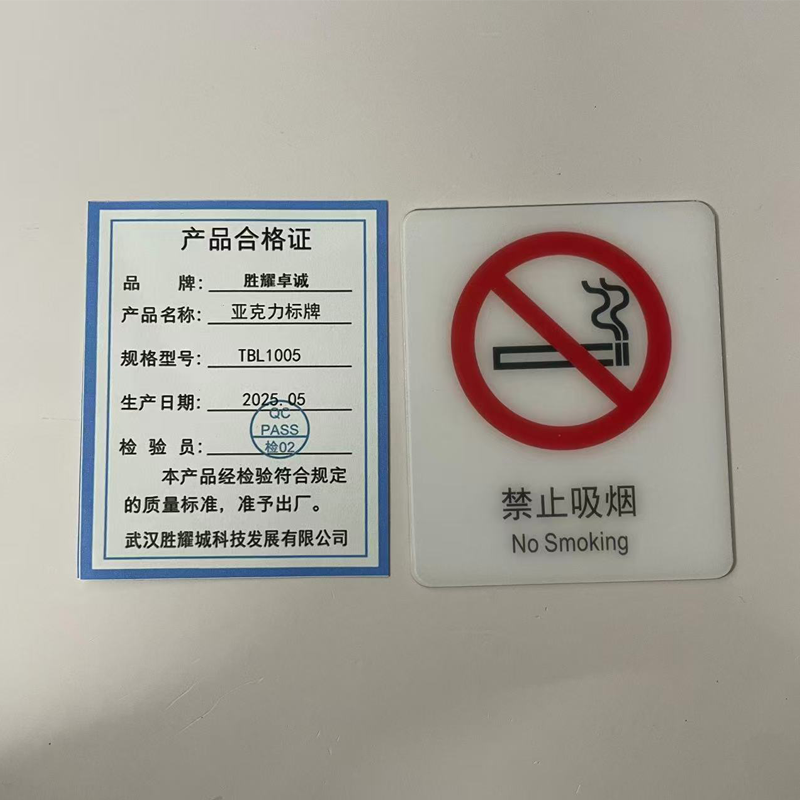 产品合格证
品 牌: 胜耀卓诚
产品名称: 亚克力标牌
规格型号: TBL1005
生产日期: 2025.05
QC
PASS
检验员: 检02
本产品经检验符合规定
的质量标准，准予出厂。
武汉胜耀城科技发展有限公司
禁止吸烟
No Smoking